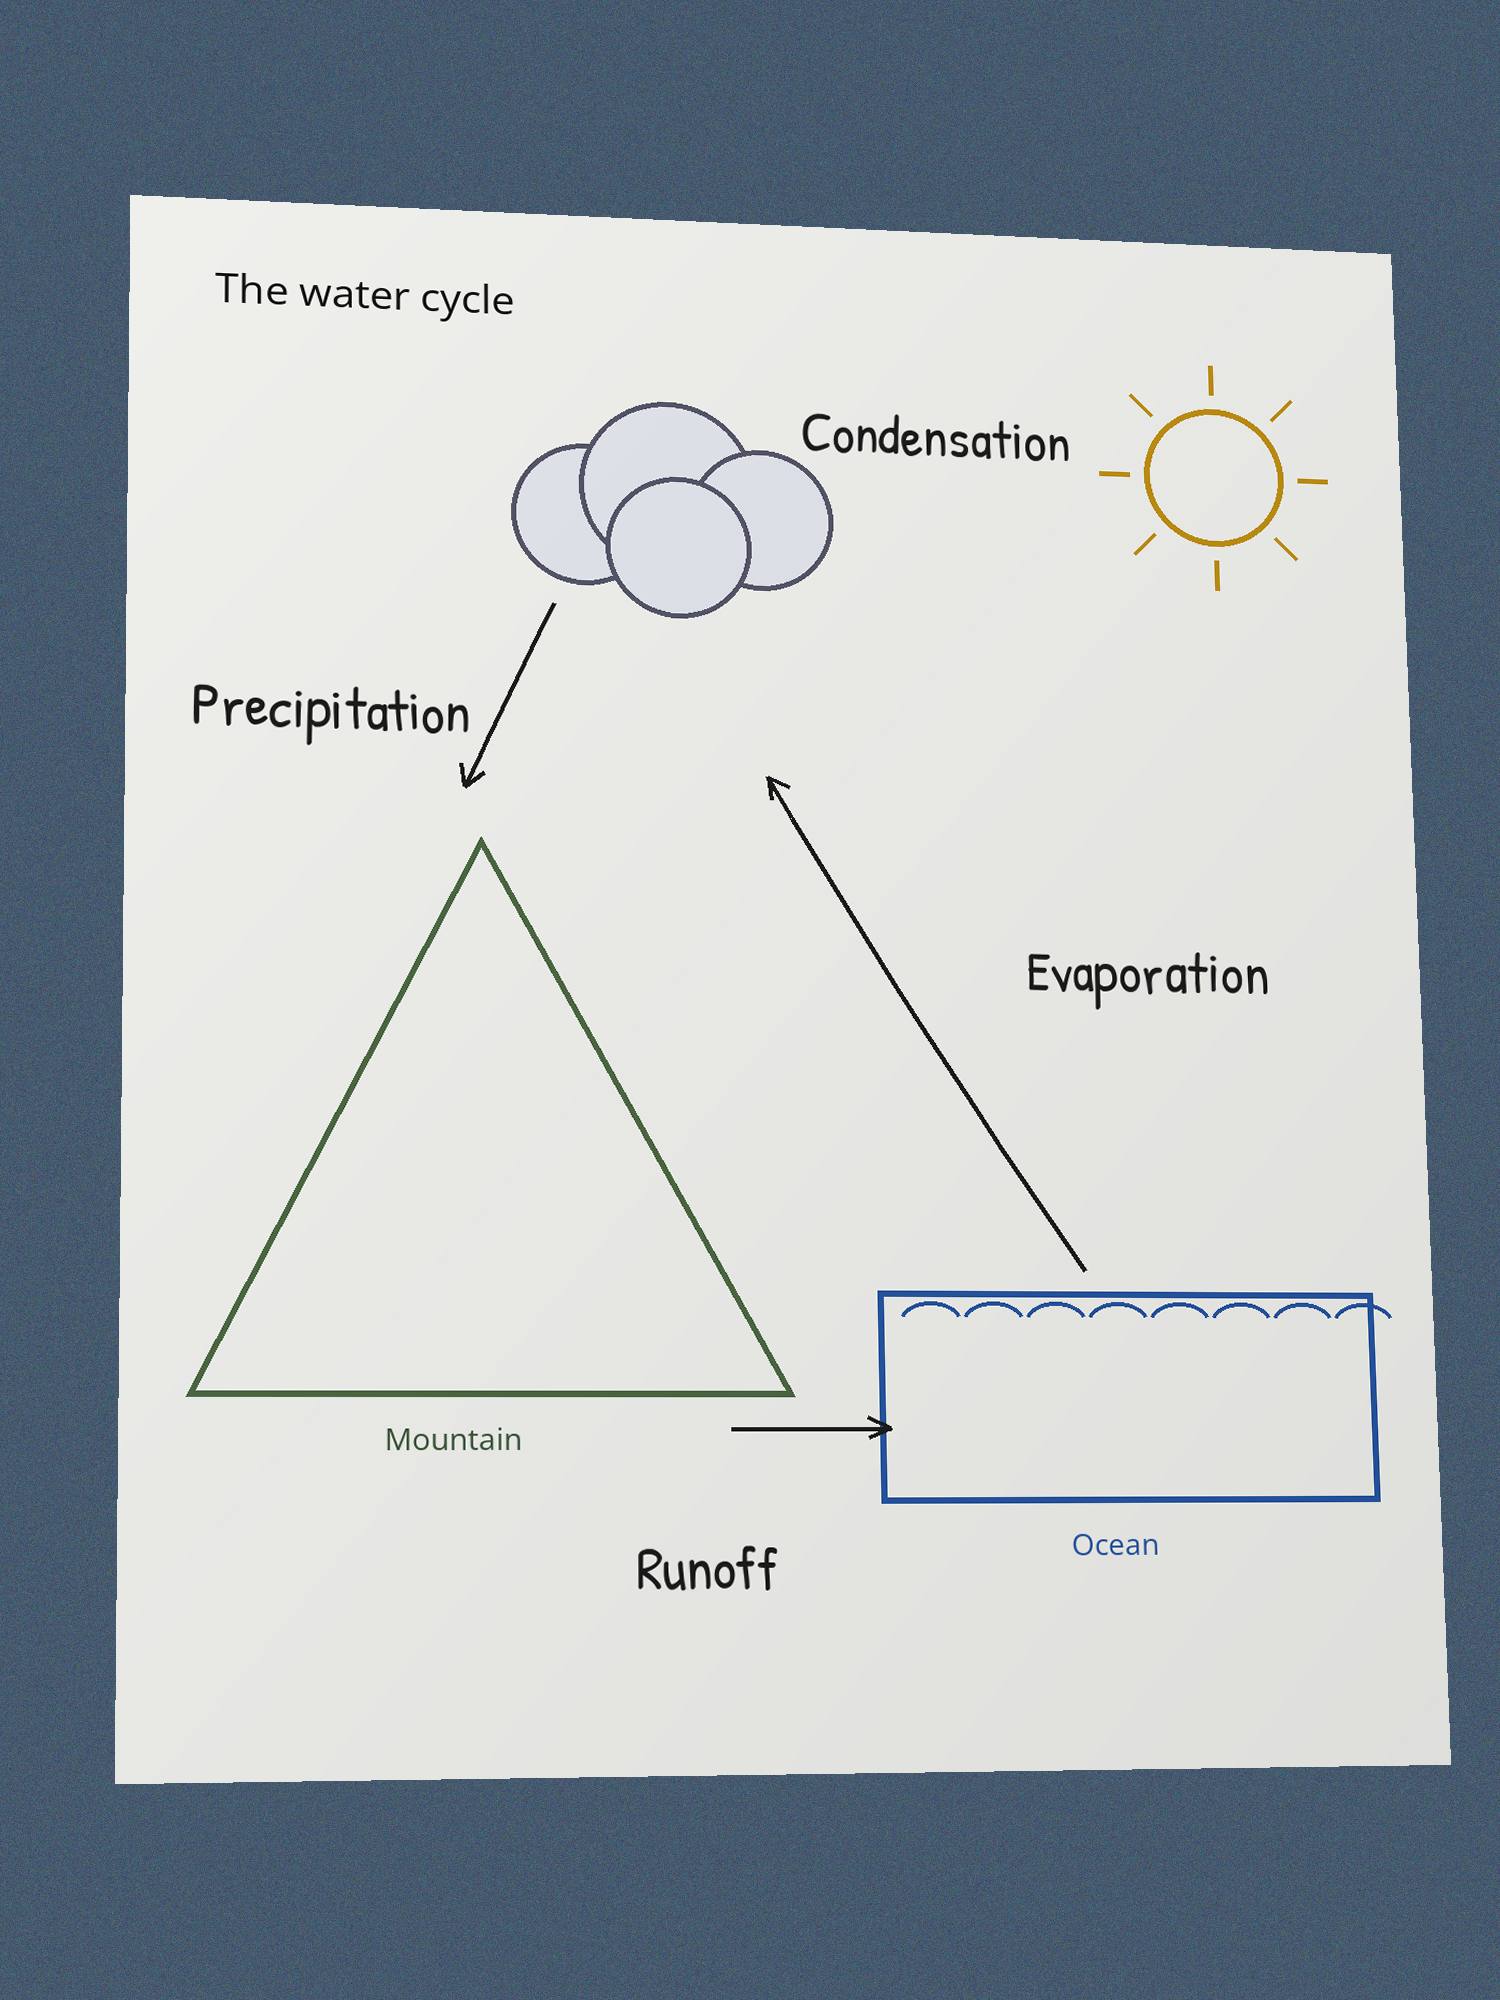 The water cycle
Condensation
Precipitation
Evaporation
Mountain
Ocean
Runoff